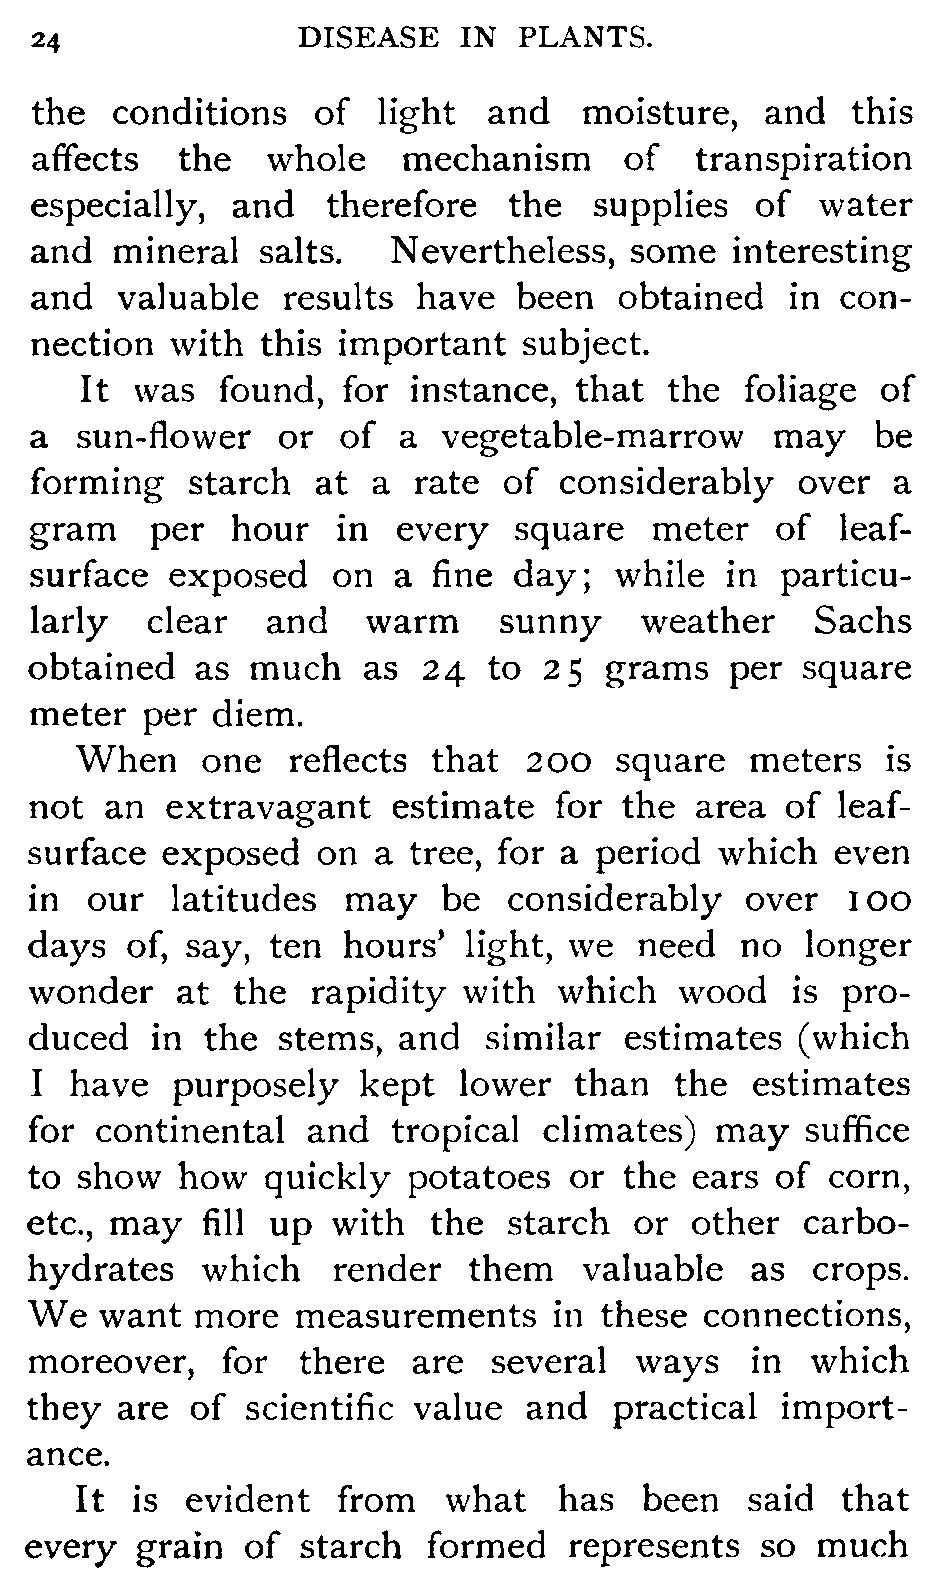 24 DISEASE IN PLANTS.
the conditions of light and moisture, and this
affects the whole mechanism of transpiration
especially, and therefore the supplies of water
and mineral salts. Nevertheless, some interesting
and valuable results have been obtained in con-
nection with this important subject.
It was found, for instance, that the foliage of
a sun-flower or of a vegetable-marrow may be
forming starch at a rate of considerably over a
gram per hour in every square meter of leaf-
surface exposed on a fine day; while in particu-
larly clear and warm sunny weather Sachs
obtained as much as 24 to 25 grams per square
meter per diem.
When one reflects that 200 square meters is
not an extravagant estimate for the area of leaf-
surface exposed on a tree, for a period which even
in our latitudes may be considerably over 100
days of, say, ten hours' light, we need no longer
wonder at the rapidity with which wood is pro-
duced in the stems, and similar estimates (which
I have purposely kept lower than the estimates
for continental and tropical climates) may suffice
to show how quickly potatoes or the ears of corn,
etc., may fill up with the starch or other carbo-
hydrates which render them valuable as crops.
We want more measurements in these connections,
moreover, for there are several ways in which
they are of scientific value and practical import-
ance.
It is evident from what has been said that
every grain of starch formed represents so much